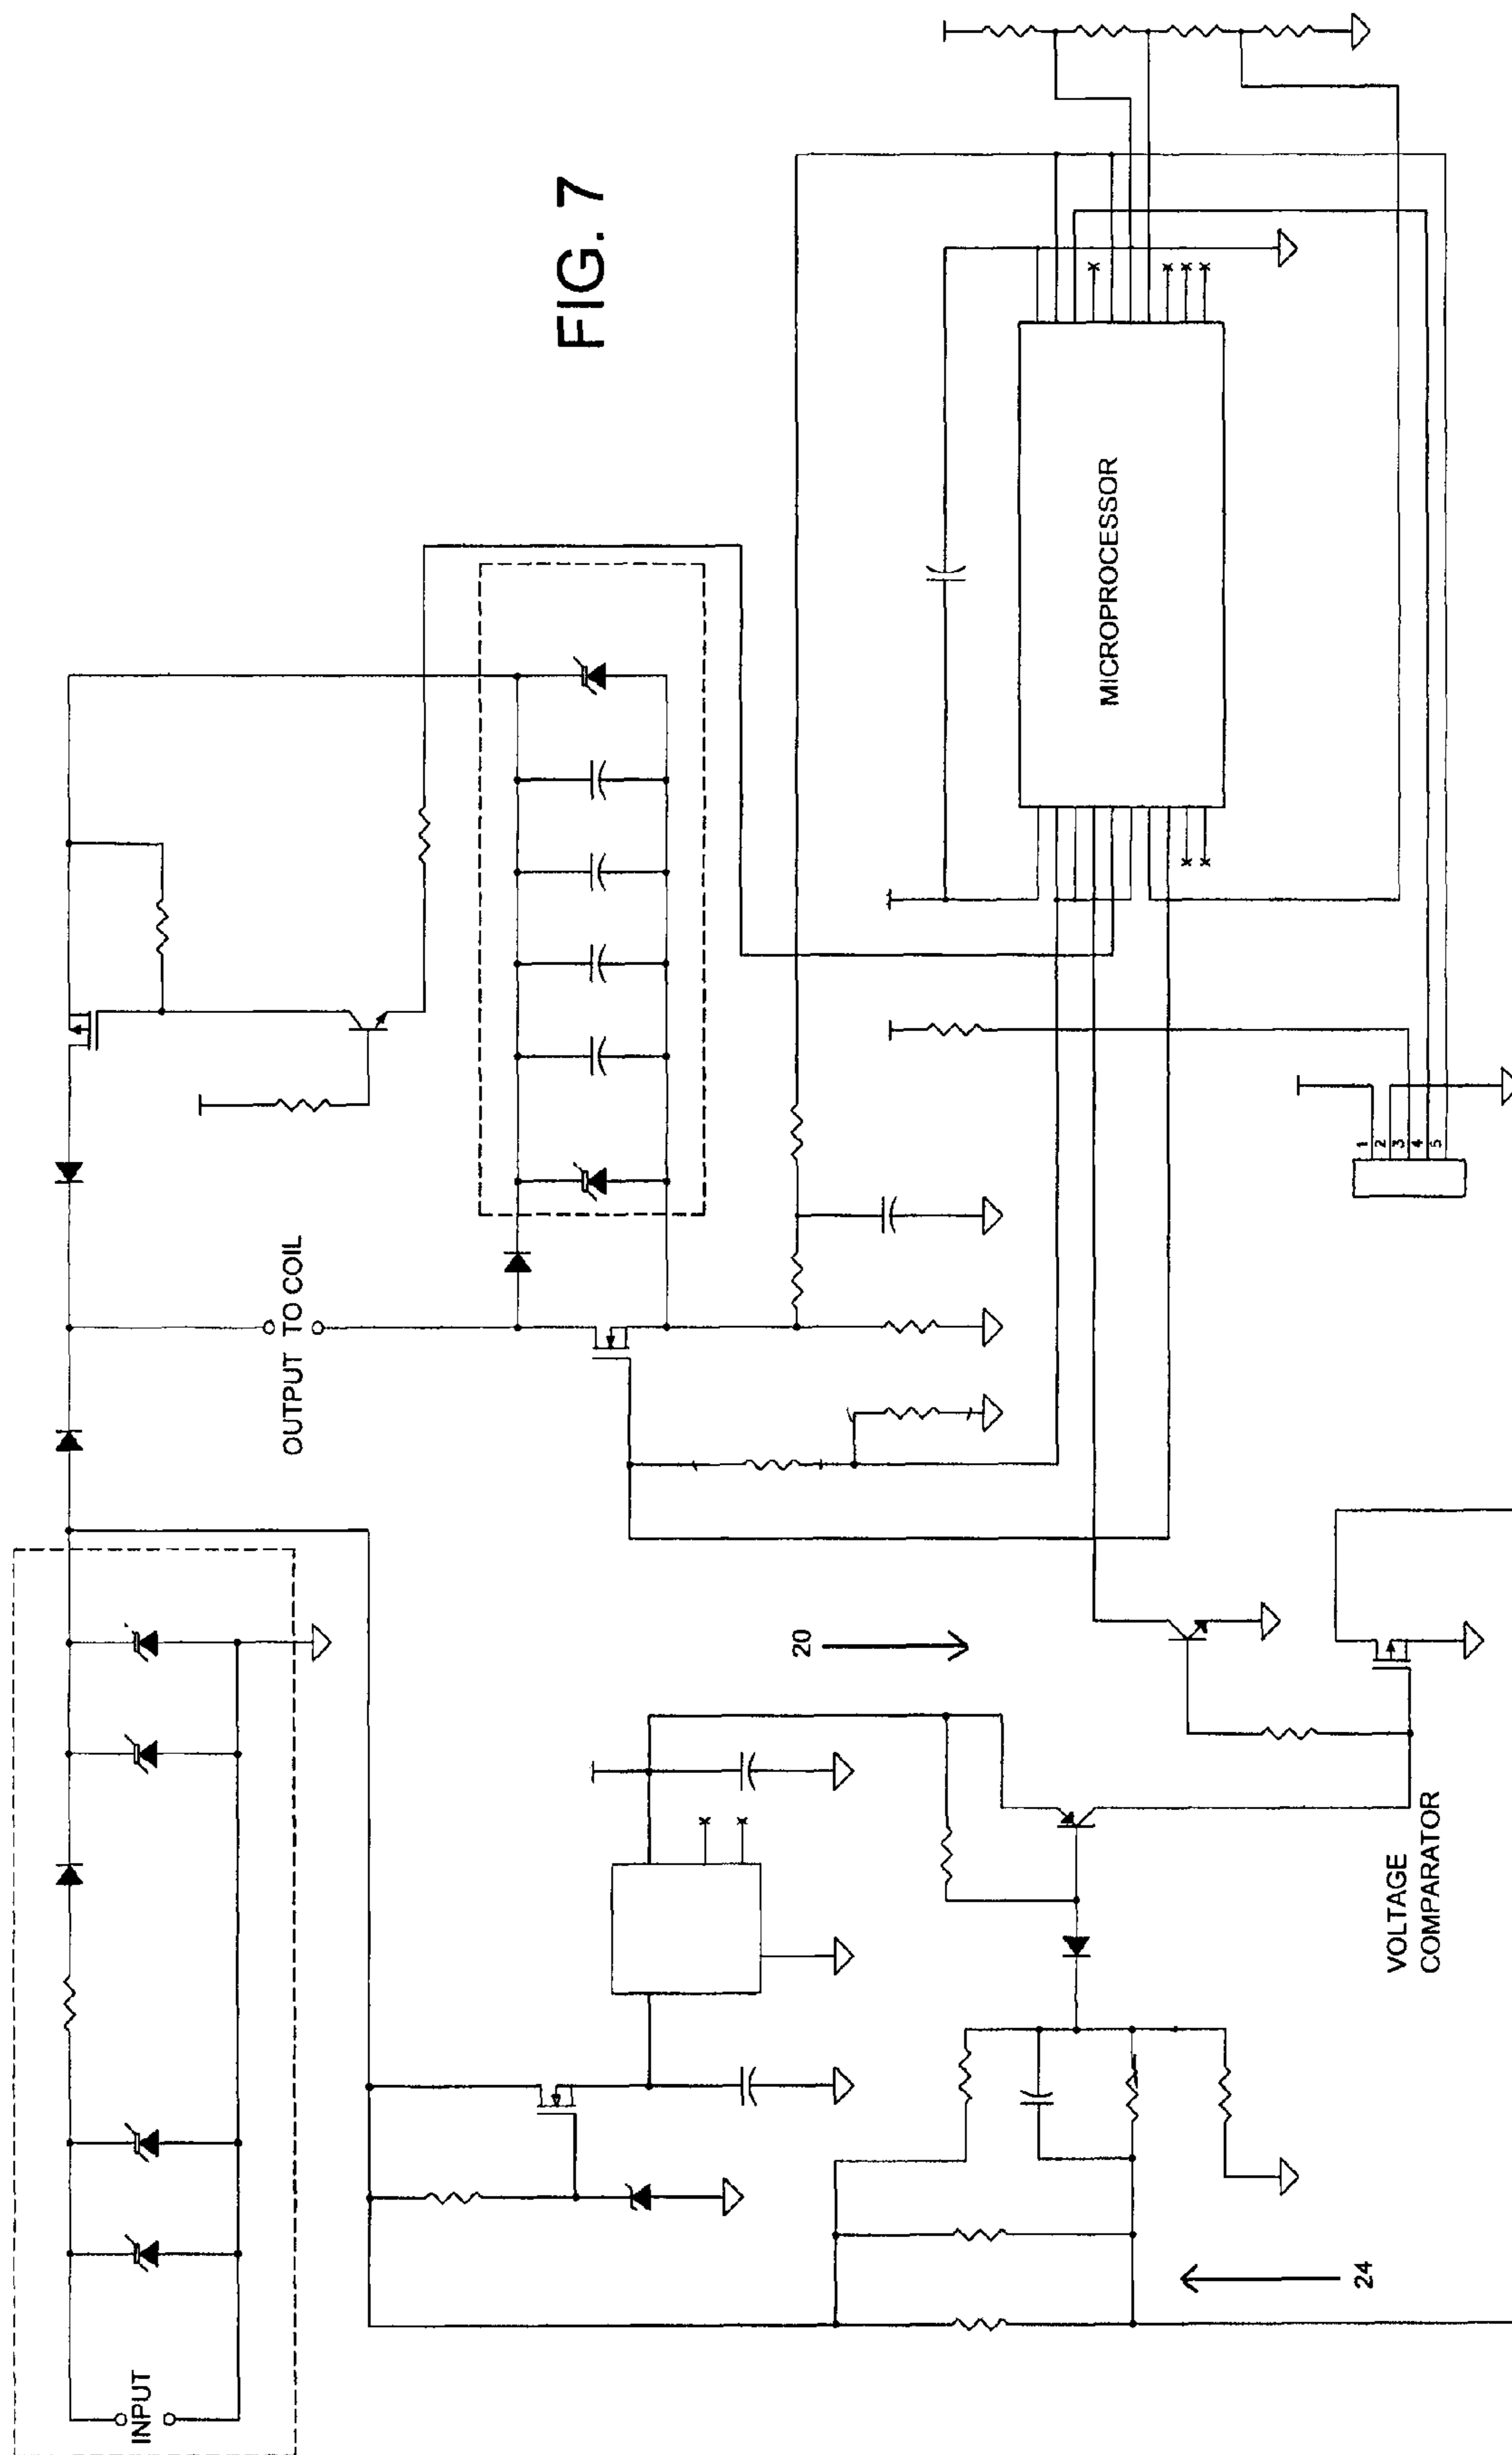 FIG. 7
INPUT
OUTPUT TO COIL
20
24
VOLTAGE
COMPARATOR
MICROPROCESSOR
1
2
3
4
5